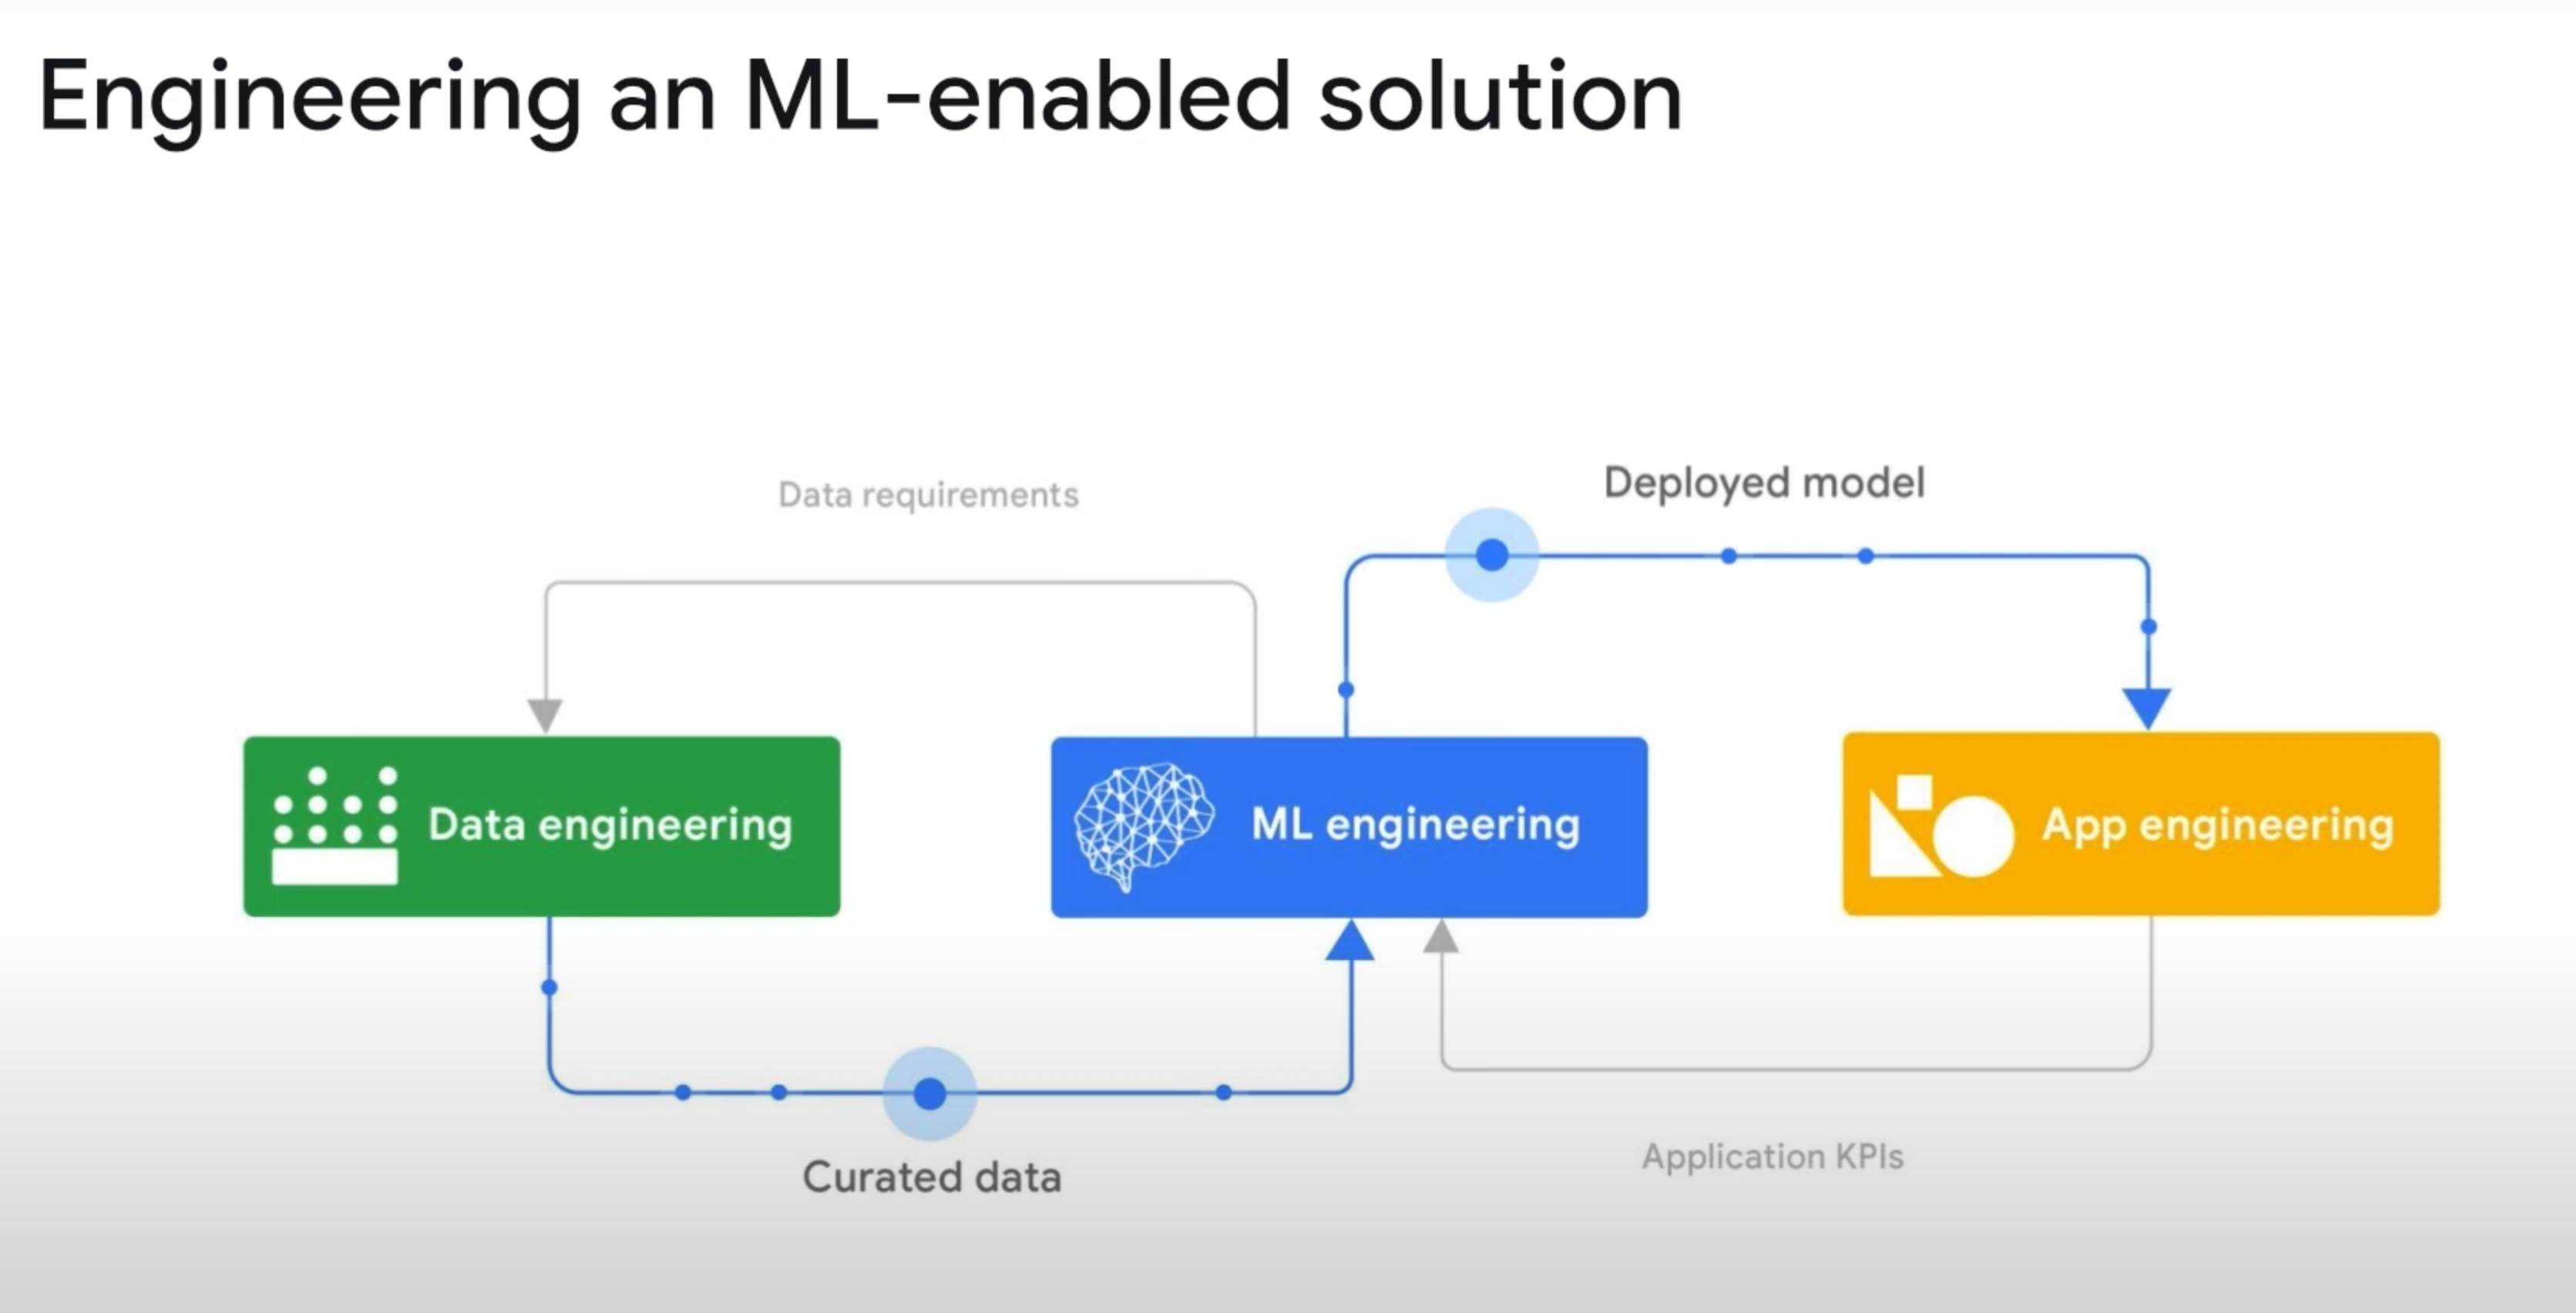 Engineering an ML-enabled solution
Data requirements
Deployed model
Data engineering
ML engineering
App engineering
Curated data
Application KPIs